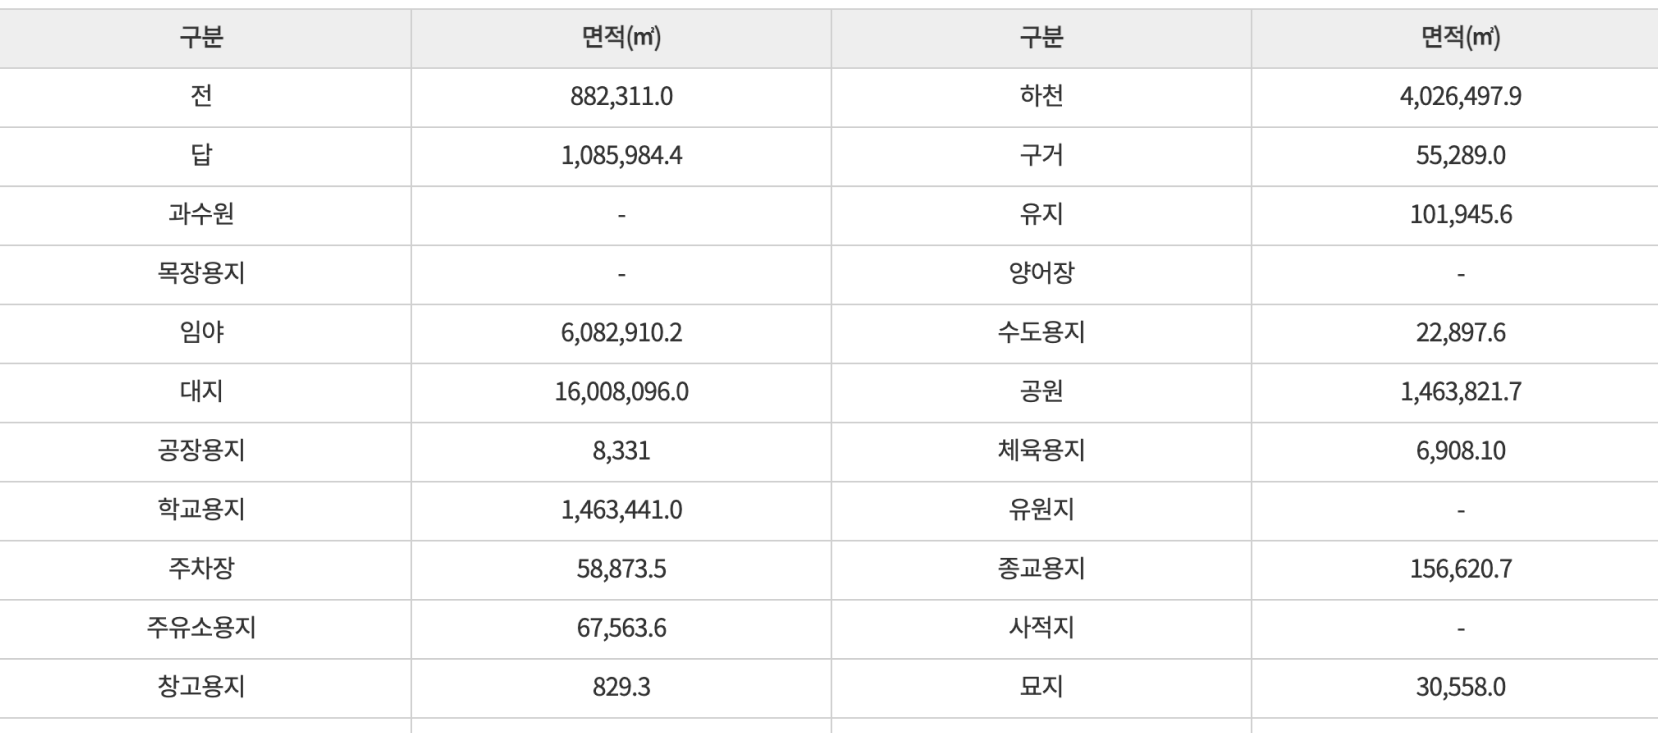 구분 면적(㎡) 구분 면적(㎡)
전 882,311.0 하천 4,026,497.9
답 1,085,984.4 구거 55,289.0
과수원 - 유지 101,945.6
목장용지 - 양어장 -
임야 6,082,910.2 수도용지 22,897.6
대지 16,008,096.0 공원 1,463,821.7
공장용지 8,331 체육용지 6,908.10
학교용지 1,463,441.0 유원지 -
주차장 58,873.5 종교용지 156,620.7
주유소용지 67,563.6 사적지 -
창고용지 829.3 묘지 30,558.0